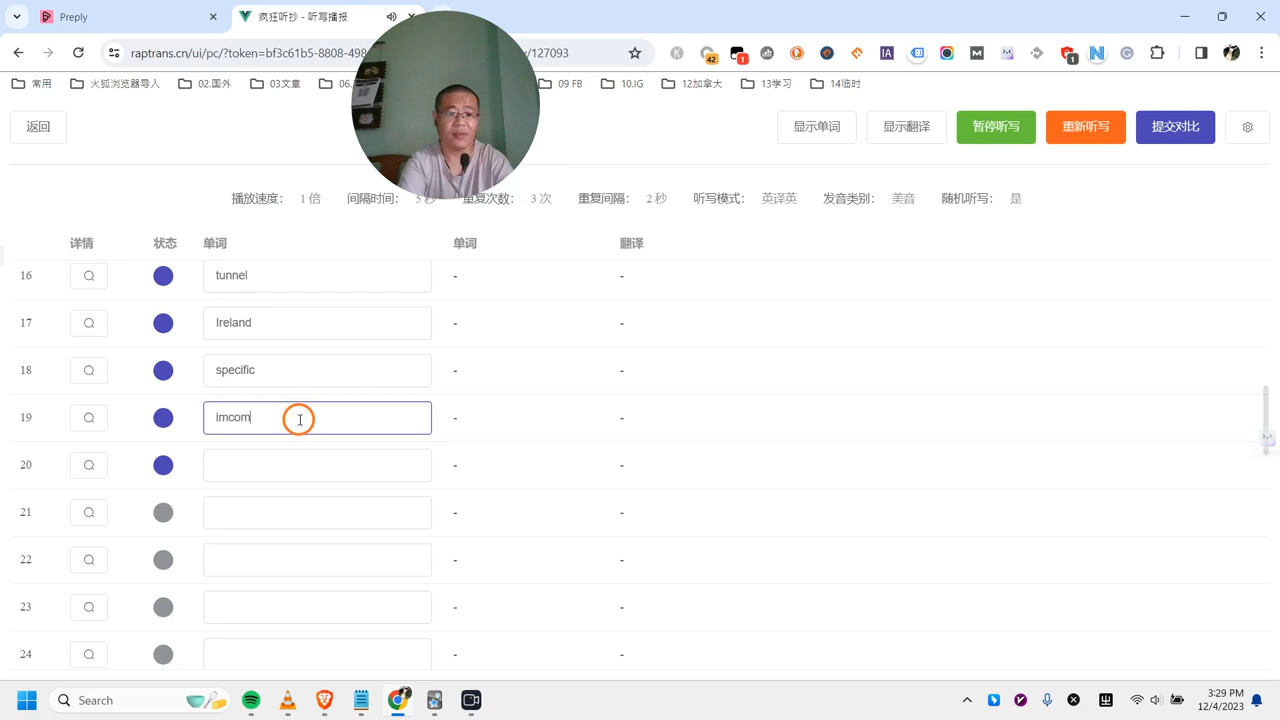 Preply
疯狂听抄 - 听写播报
raptrans.cn/ui/pc/?token=bf3c61b5-8808-498
/127093
42
1
IA
M
K
N
1
常用
火狐浏览器导入
02.国外
03文章
09 FB
10.IG
12加拿大
13学习
14临时
返回
显示单词
显示翻译
暂停听写
重新听写
提交对比
播放速度： 1 倍
间隔时间： 5 秒
重复次数： 3 次
重复间隔： 2 秒
听写模式： 英译英
发音类别： 美音
随机听写： 是
详情 状态 单词 单词 翻译
16 tunnel - -
17 Ireland - -
18 specific - -
19 imcom - -
20 - -
21 - -
22 - -
23 - -
24 - -
Search
3:29 PM
12/4/2023